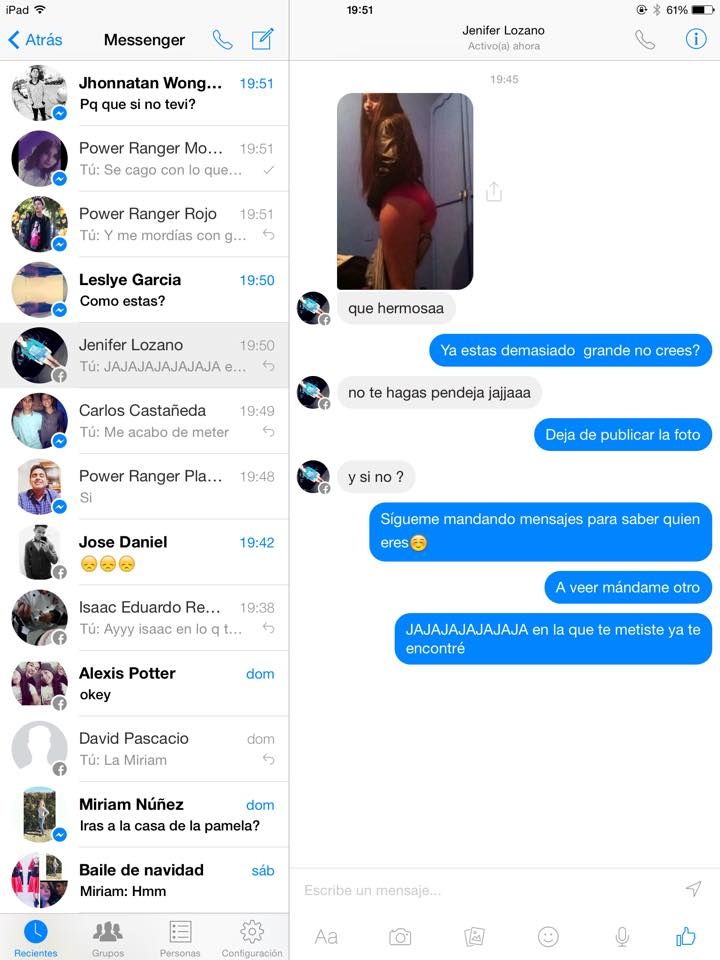 iPad
19:51
61%
Atrás
Messenger
Jhonnatan Wong...
19:51
Pq que si no tevi?
Power Ranger Mo...
19:51
Tú: Se cago con lo que...
Power Ranger Rojo
19:51
Tú: Y me mordías con g...
Leslye Garcia
19:50
Como estas?
Jenifer Lozano
19:50
Tú: JAJAJAJAJAJAJA e...
Carlos Castañeda
19:49
Tú: Me acabo de meter
Power Ranger Pla...
19:48
Si
Jose Daniel
19:42
😞😞😞
Isaac Eduardo Re...
19:38
Tú: Ayyy isaac en lo q t...
Alexis Potter
dom
okey
David Pascacio
dom
Tú: La Miriam
Miriam Núñez
dom
Iras a la casa de la pamela?
Baile de navidad
sáb
Miriam: Hmm
Recientes
Grupos
Personas
Configuración
Jenifer Lozano
Activo(a) ahora
19:45
que hermosaa
Ya estas demasiado  grande no crees?
no te hagas pendeja jajjaaa
Deja de publicar la foto
y si no ?
Sígueme mandando mensajes para saber quien
eres☺️
A veer mándame otro
JAJAJAJAJAJAJA en la que te metiste ya te
encontré
Escribe un mensaje...
Aa